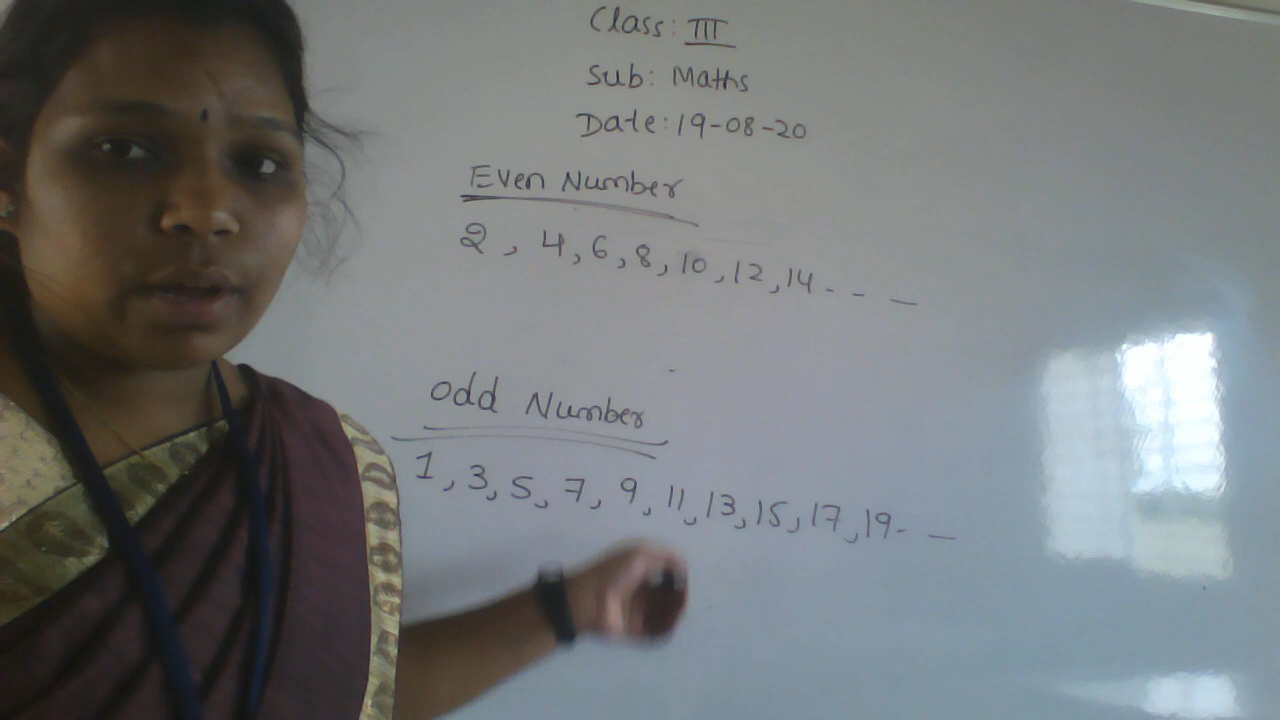 Class: III
Sub: Maths
Date: 19-08-20
Even Number
2, 4, 6, 8, 10, 12, 14 - - -
Odd Number
1, 3, 5, 7, 9, 11, 13, 15, 17, 19 - -